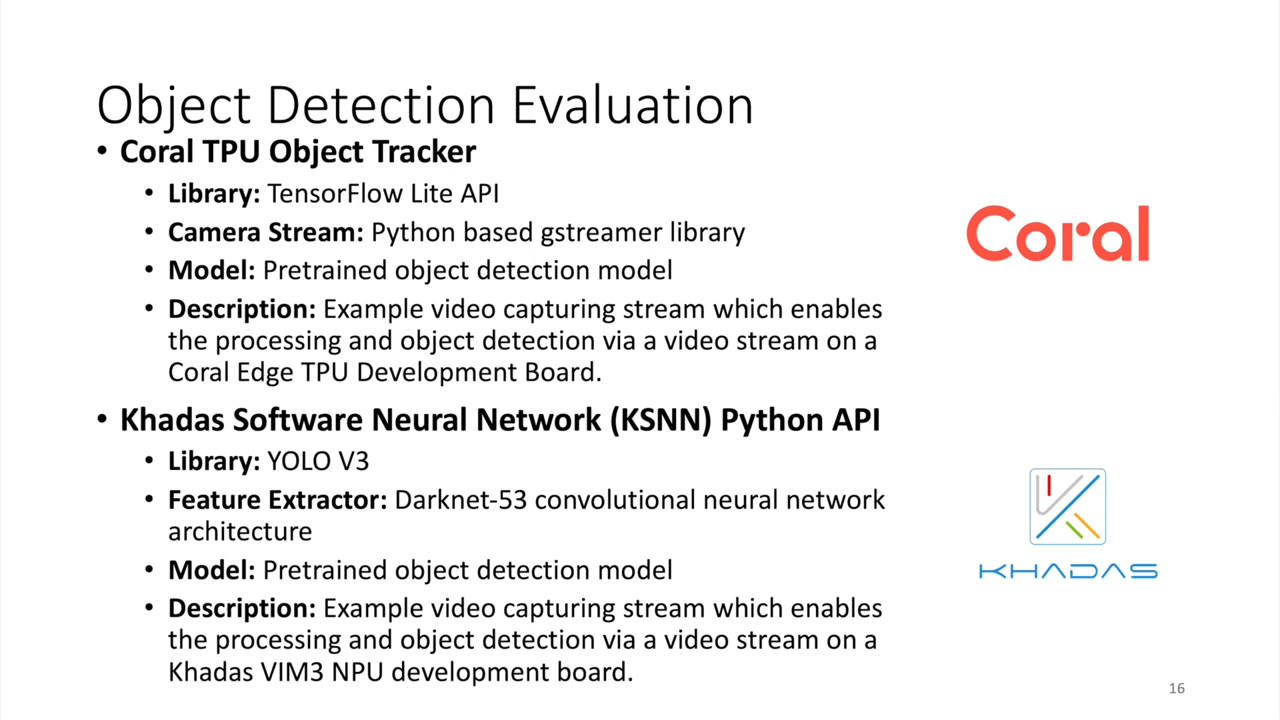 Object Detection Evaluation
• Coral TPU Object Tracker
• Library: TensorFlow Lite API
• Camera Stream: Python based gstreamer library
• Model: Pretrained object detection model
• Description: Example video capturing stream which enables
the processing and object detection via a video stream on a
Coral Edge TPU Development Board.
Coral
• Khadas Software Neural Network (KSNN) Python API
• Library: YOLO V3
• Feature Extractor: Darknet-53 convolutional neural network
architecture
• Model: Pretrained object detection model
• Description: Example video capturing stream which enables
the processing and object detection via a video stream on a
Khadas VIM3 NPU development board.
KHADAS
16